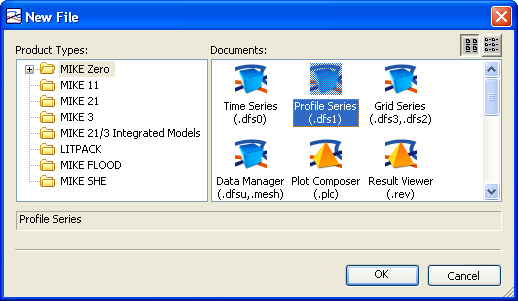 New File
Product Types:
Documents:
MIKE Zero
MIKE 11
MIKE 21
MIKE 3
MIKE 21/3 Integrated Models
LITPACK
MIKE FLOOD
MIKE SHE
Time Series
(.dfs0)
Profile Series
(.dfs1)
Grid Series
(.dfs3,.dfs2)
Data Manager
(.dfsu,.mesh)
Plot Composer
(.plc)
Result Viewer
(.rev)
Profile Series
OK
Cancel